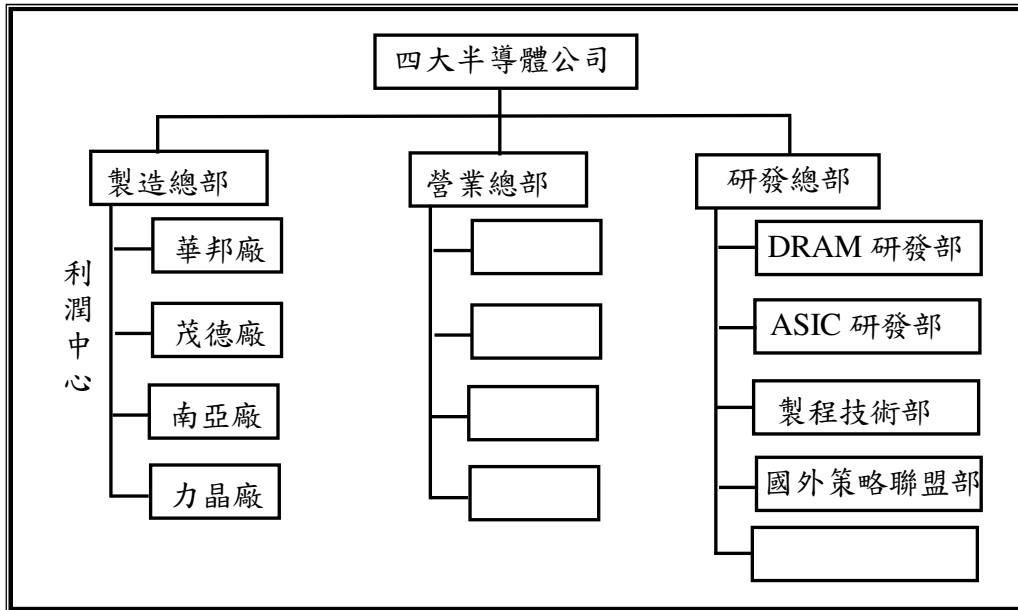 四大半導體公司
製造總部
營業總部
研發總部
利潤中心
華邦廠
茂德廠
南亞廠
力晶廠
DRAM 研發部
ASIC 研發部
製程技術部
國外策略聯盟部